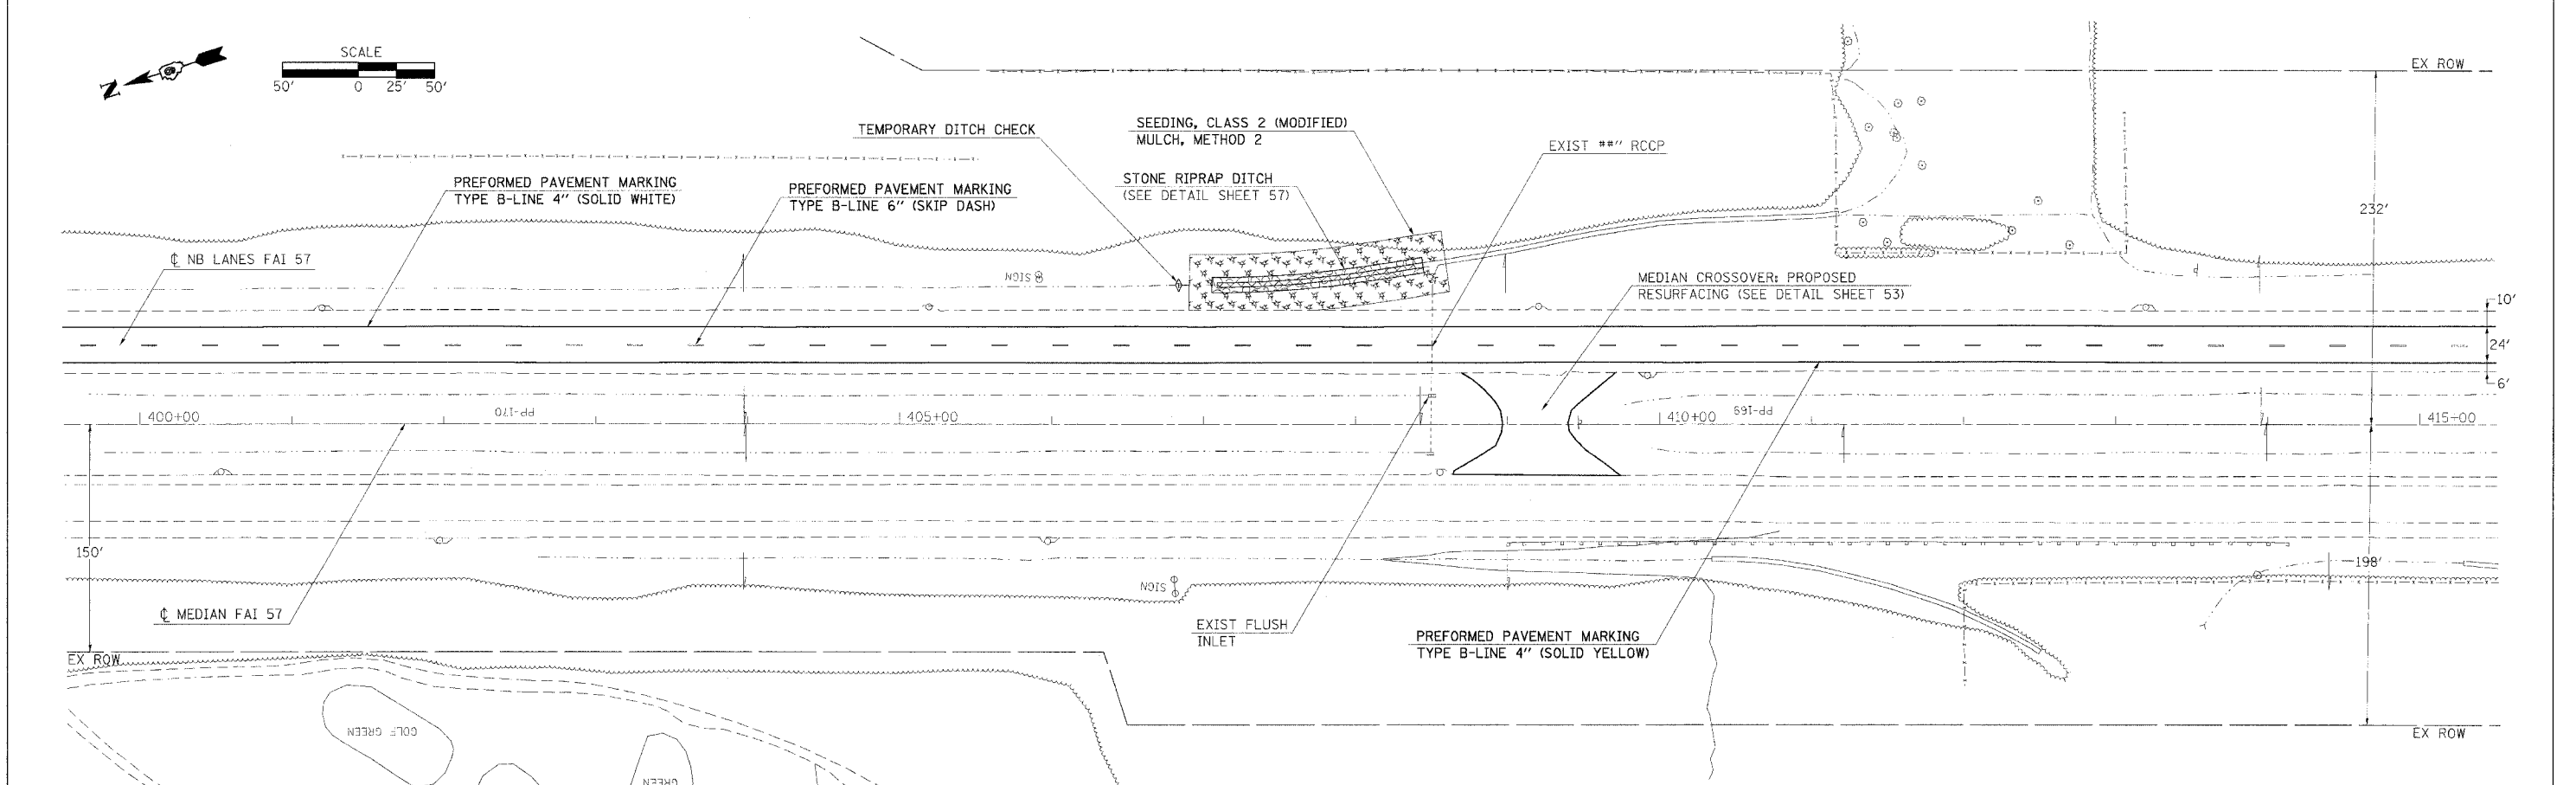 SCALE
50' 0 25' 50'
N
EX ROW
TEMPORARY DITCH CHECK
SEEDING, CLASS 2 (MODIFIED)
MULCH, METHOD 2
EXIST ##" RCCP
PREFORMED PAVEMENT MARKING
TYPE B-LINE 4" (SOLID WHITE)
PREFORMED PAVEMENT MARKING
TYPE B-LINE 6" (SKIP DASH)
STONE RIPRAP DITCH
(SEE DETAIL SHEET 57)
232'
℄ NB LANES FAI 57
SIGN
MEDIAN CROSSOVER: PROPOSED
RESURFACING (SEE DETAIL SHEET 53)
10'
24'
6'
400+00
PP-170
405+00
410+00
PP-169
415+00
150'
198'
SIGN
℄ MEDIAN FAI 57
EXIST FLUSH
INLET
PREFORMED PAVEMENT MARKING
TYPE B-LINE 4" (SOLID YELLOW)
EX ROW
GOLF GREEN
GREEN
EX ROW